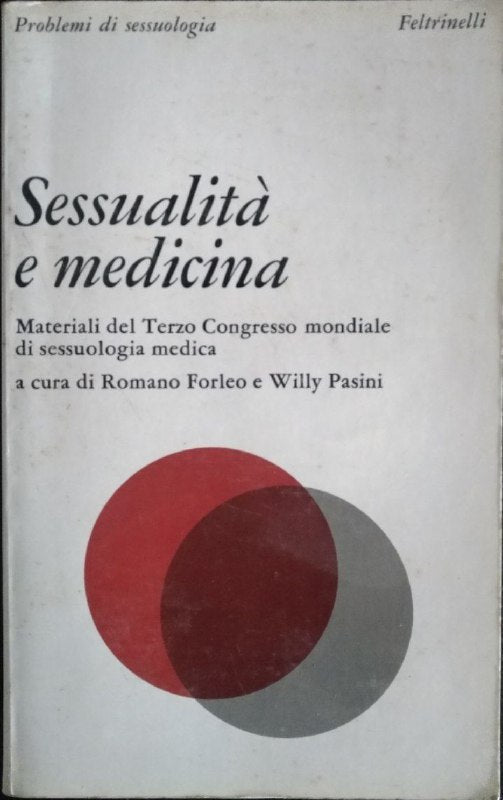 Problemi di sessuologia
Feltrinelli
Sessualità
e medicina
Materiali del Terzo Congresso mondiale
di sessuologia medica
a cura di Romano Forleo e Willy Pasini